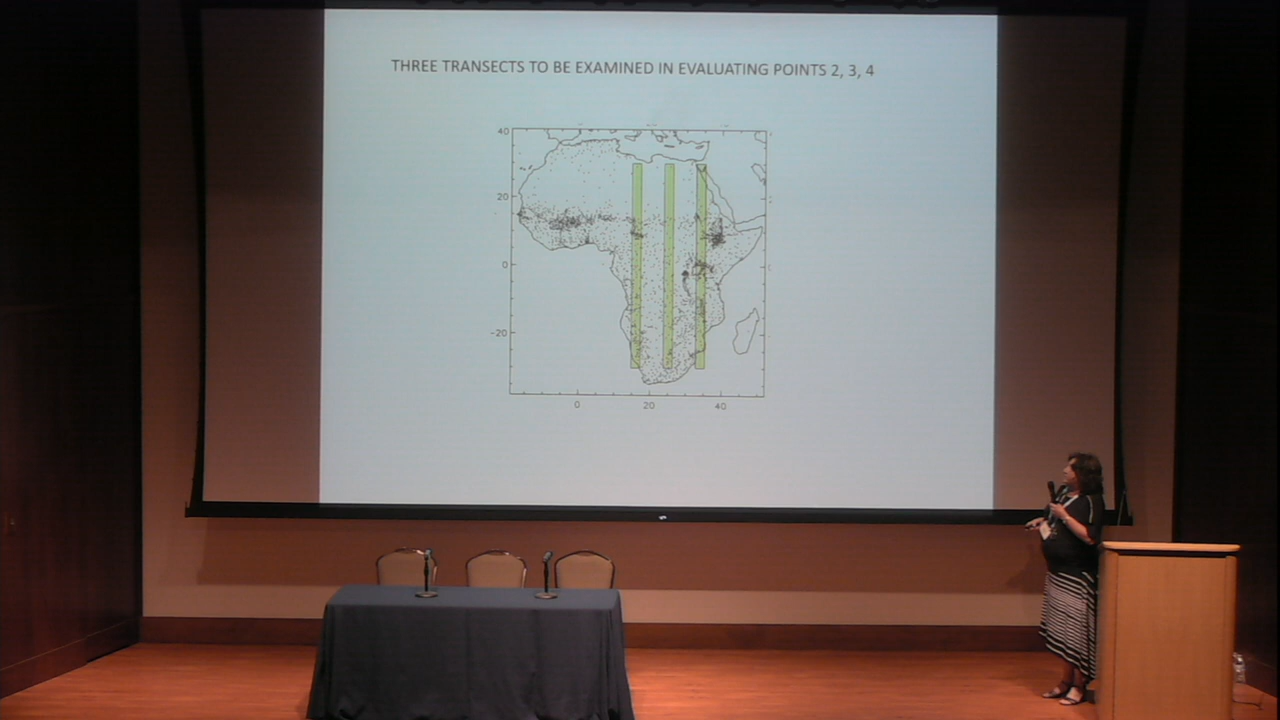 THREE TRANSECTS TO BE EXAMINED IN EVALUATING POINTS 2, 3, 4
40
20
0
-20
0 20 40